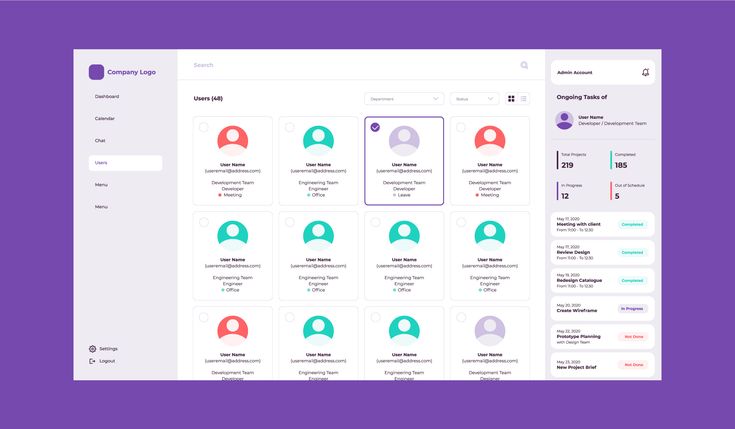 Company Logo
Dashboard
Calendar
Chat
Users
Menu
Menu
Settings
Logout
Search
Users (48)
Department
Status
User Name
(useremail@address.com)
Development Team
Developer
Meeting
User Name
(useremail@address.com)
Engineering Team
Engineer
Office
User Name
(useremail@address.com)
Development Team
Developer
Leave
User Name
(useremail@address.com)
Development Team
Developer
Meeting
User Name
(useremail@address.com)
Engineering Team
Engineer
Office
User Name
(useremail@address.com)
Engineering Team
Engineer
Office
User Name
(useremail@address.com)
Engineering Team
Engineer
Office
User Name
(useremail@address.com)
Engineering Team
Engineer
Office
User Name
(useremail@address.com)
Development Team
Developer
User Name
(useremail@address.com)
Engineering Team
Engineer
User Name
(useremail@address.com)
Engineering Team
Engineer
User Name
(useremail@address.com)
Development Team
Designer
Admin Account
Ongoing Tasks of
User Name
Developer / Development Team
Total Projects
219
Completed
185
In Progress
12
Out of Schedule
5
May 17, 2020
Meeting with client
From 11:00 - To 12:30
Completed
May 17, 2020
Review Design
From 11:00 - To 12:30
Completed
May 19, 2020
Redesign Catalogue
From 11:00 - To 12:30
Completed
May 20, 2020
Create Wireframe
In Progress
May 22, 2020
Prototype Planning
with Design Team
Not Done
May 23, 2020
New Project Brief
Not Done